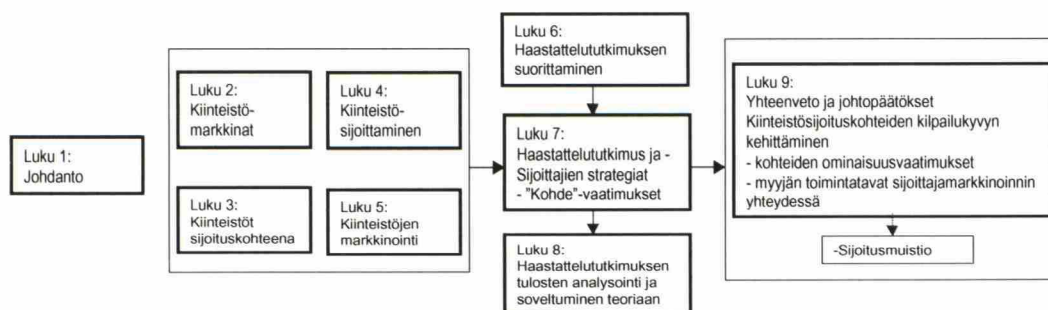 Luku 1:
Johdanto
Luku 2:
Kiinteistö-
markkinat
Luku 4:
Kiinteistö-
sijoittaminen
Luku 3:
Kiinteistöt
sijoituskohteena
Luku 5:
Kiinteistöjen
markkinointi
Luku 6:
Haastattelututkimuksen
suorittaminen
Luku 7:
Haastattelututkimus ja -
Sijoittajien strategiat
- "Kohde"-vaatimukset
Luku 8:
Haastattelututkimuksen
tulosten analysointi ja
soveltuminen teoriaan
Luku 9:
Yhteenveto ja johtopäätökset
Kiinteistösijoituskohteiden kilpailukyvyn
kehittäminen
- kohteiden ominaisuusvaatimukset
- myyjän toimintatavat sijoittajamarkkinoinnin
yhteydessä
-Sijoitusmuistio